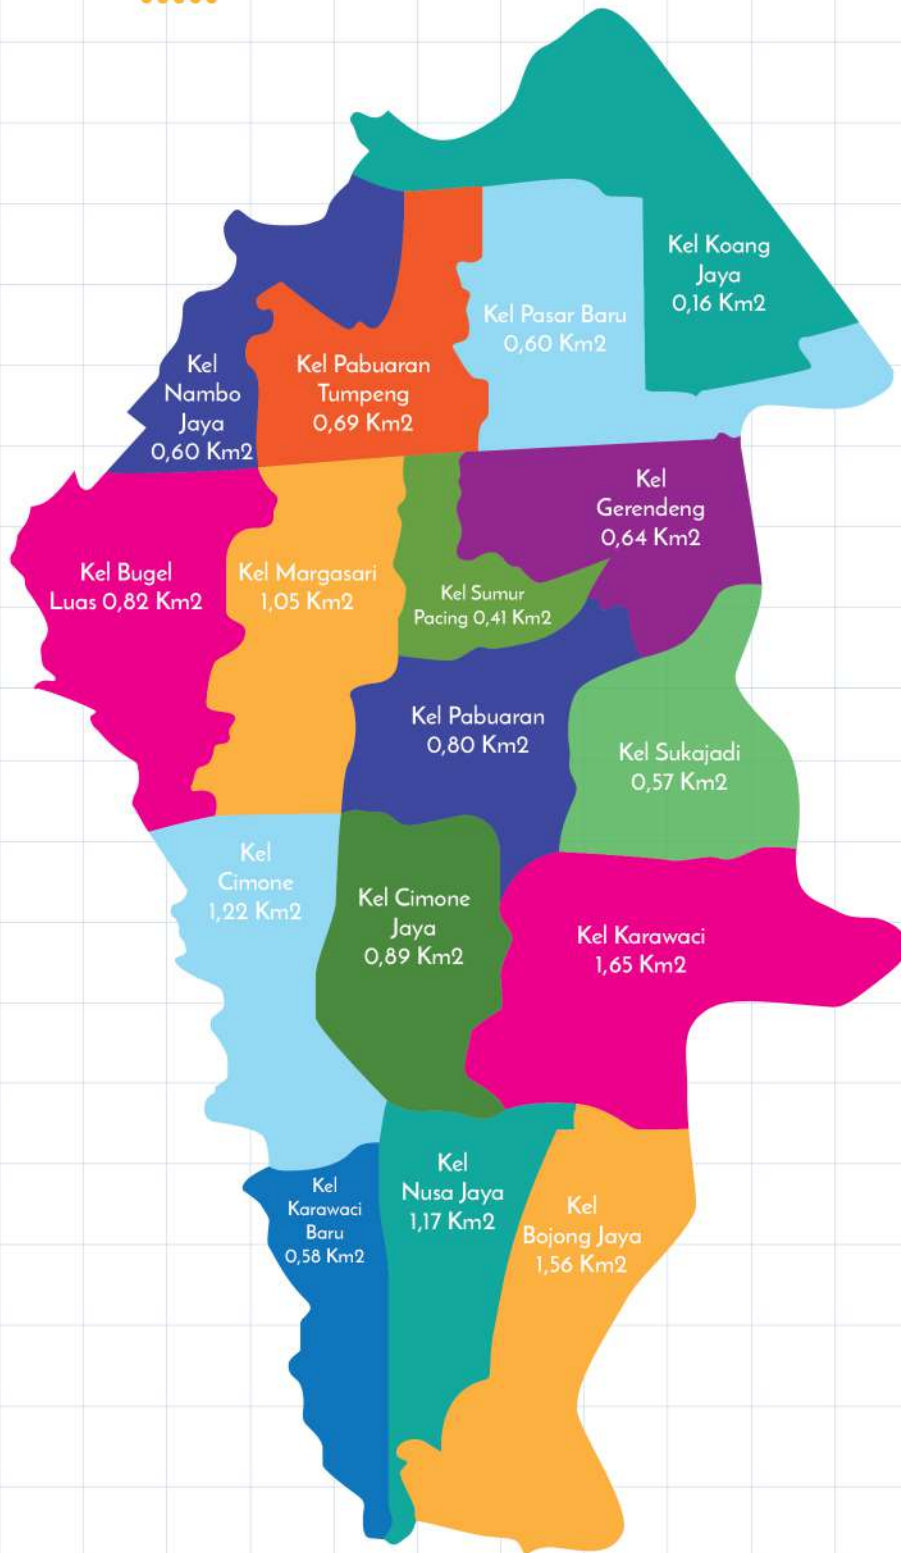 Kel Koang
Jaya
0,16 Km2
Kel Pasar Baru
0,60 Km2
Kel
Nambo
Jaya
0,60 Km2
Kel Pabuaran
Tumpeng
0,69 Km2
Kel
Gerendeng
0,64 Km2
Kel Bugel
Luas 0,82 Km2
Kel Margasari
1,05 Km2
Kel Sumur
Pacing 0,41 Km2
Kel Pabuaran
0,80 Km2
Kel Sukajadi
0,57 Km2
Kel
Cimone
1,22 Km2
Kel Cimone
Jaya
0,89 Km2
Kel Karawaci
1,65 Km2
Kel
Karawaci
Baru
0,58 Km2
Kel
Nusa Jaya
1,17 Km2
Kel
Bojong Jaya
1,56 Km2